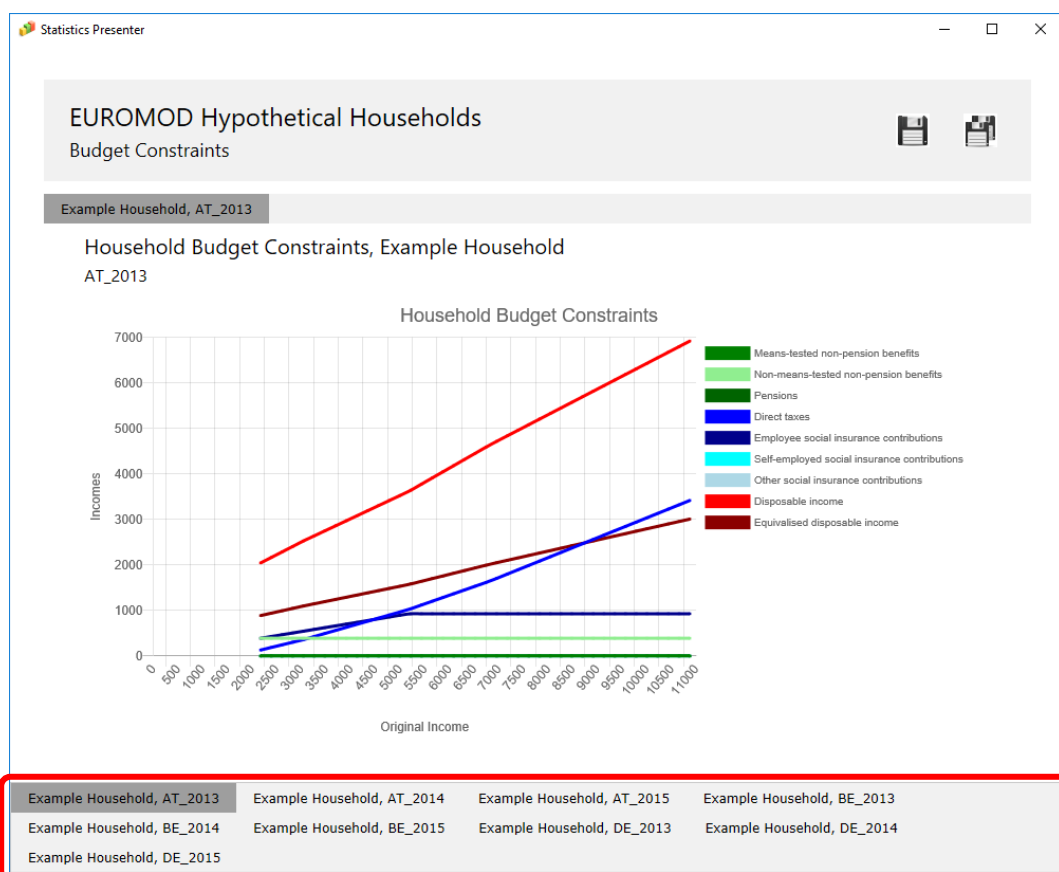 Statistics Presenter
EUROMOD Hypothetical Households
Budget Constraints
Example Household, AT_2013
Household Budget Constraints, Example Household
AT_2013
Household Budget Constraints
7000
6000
5000
4000
3000
2000
1000
0
Incomes
0 500 1000 1500 2000 2500 3000 3500 4000 4500 5000 5500 6000 6500 7000 7500 8000 8500 9000 9500 10000 10500 11000
Original Income
Means-tested non-pension benefits
Non-means-tested non-pension benefits
Pensions
Direct taxes
Employee social insurance contributions
Self-employed social insurance contributions
Other social insurance contributions
Disposable income
Equivalised disposable income
Example Household, AT_2013 Example Household, AT_2014 Example Household, AT_2015 Example Household, BE_2013
Example Household, BE_2014 Example Household, BE_2015 Example Household, DE_2013 Example Household, DE_2014
Example Household, DE_2015